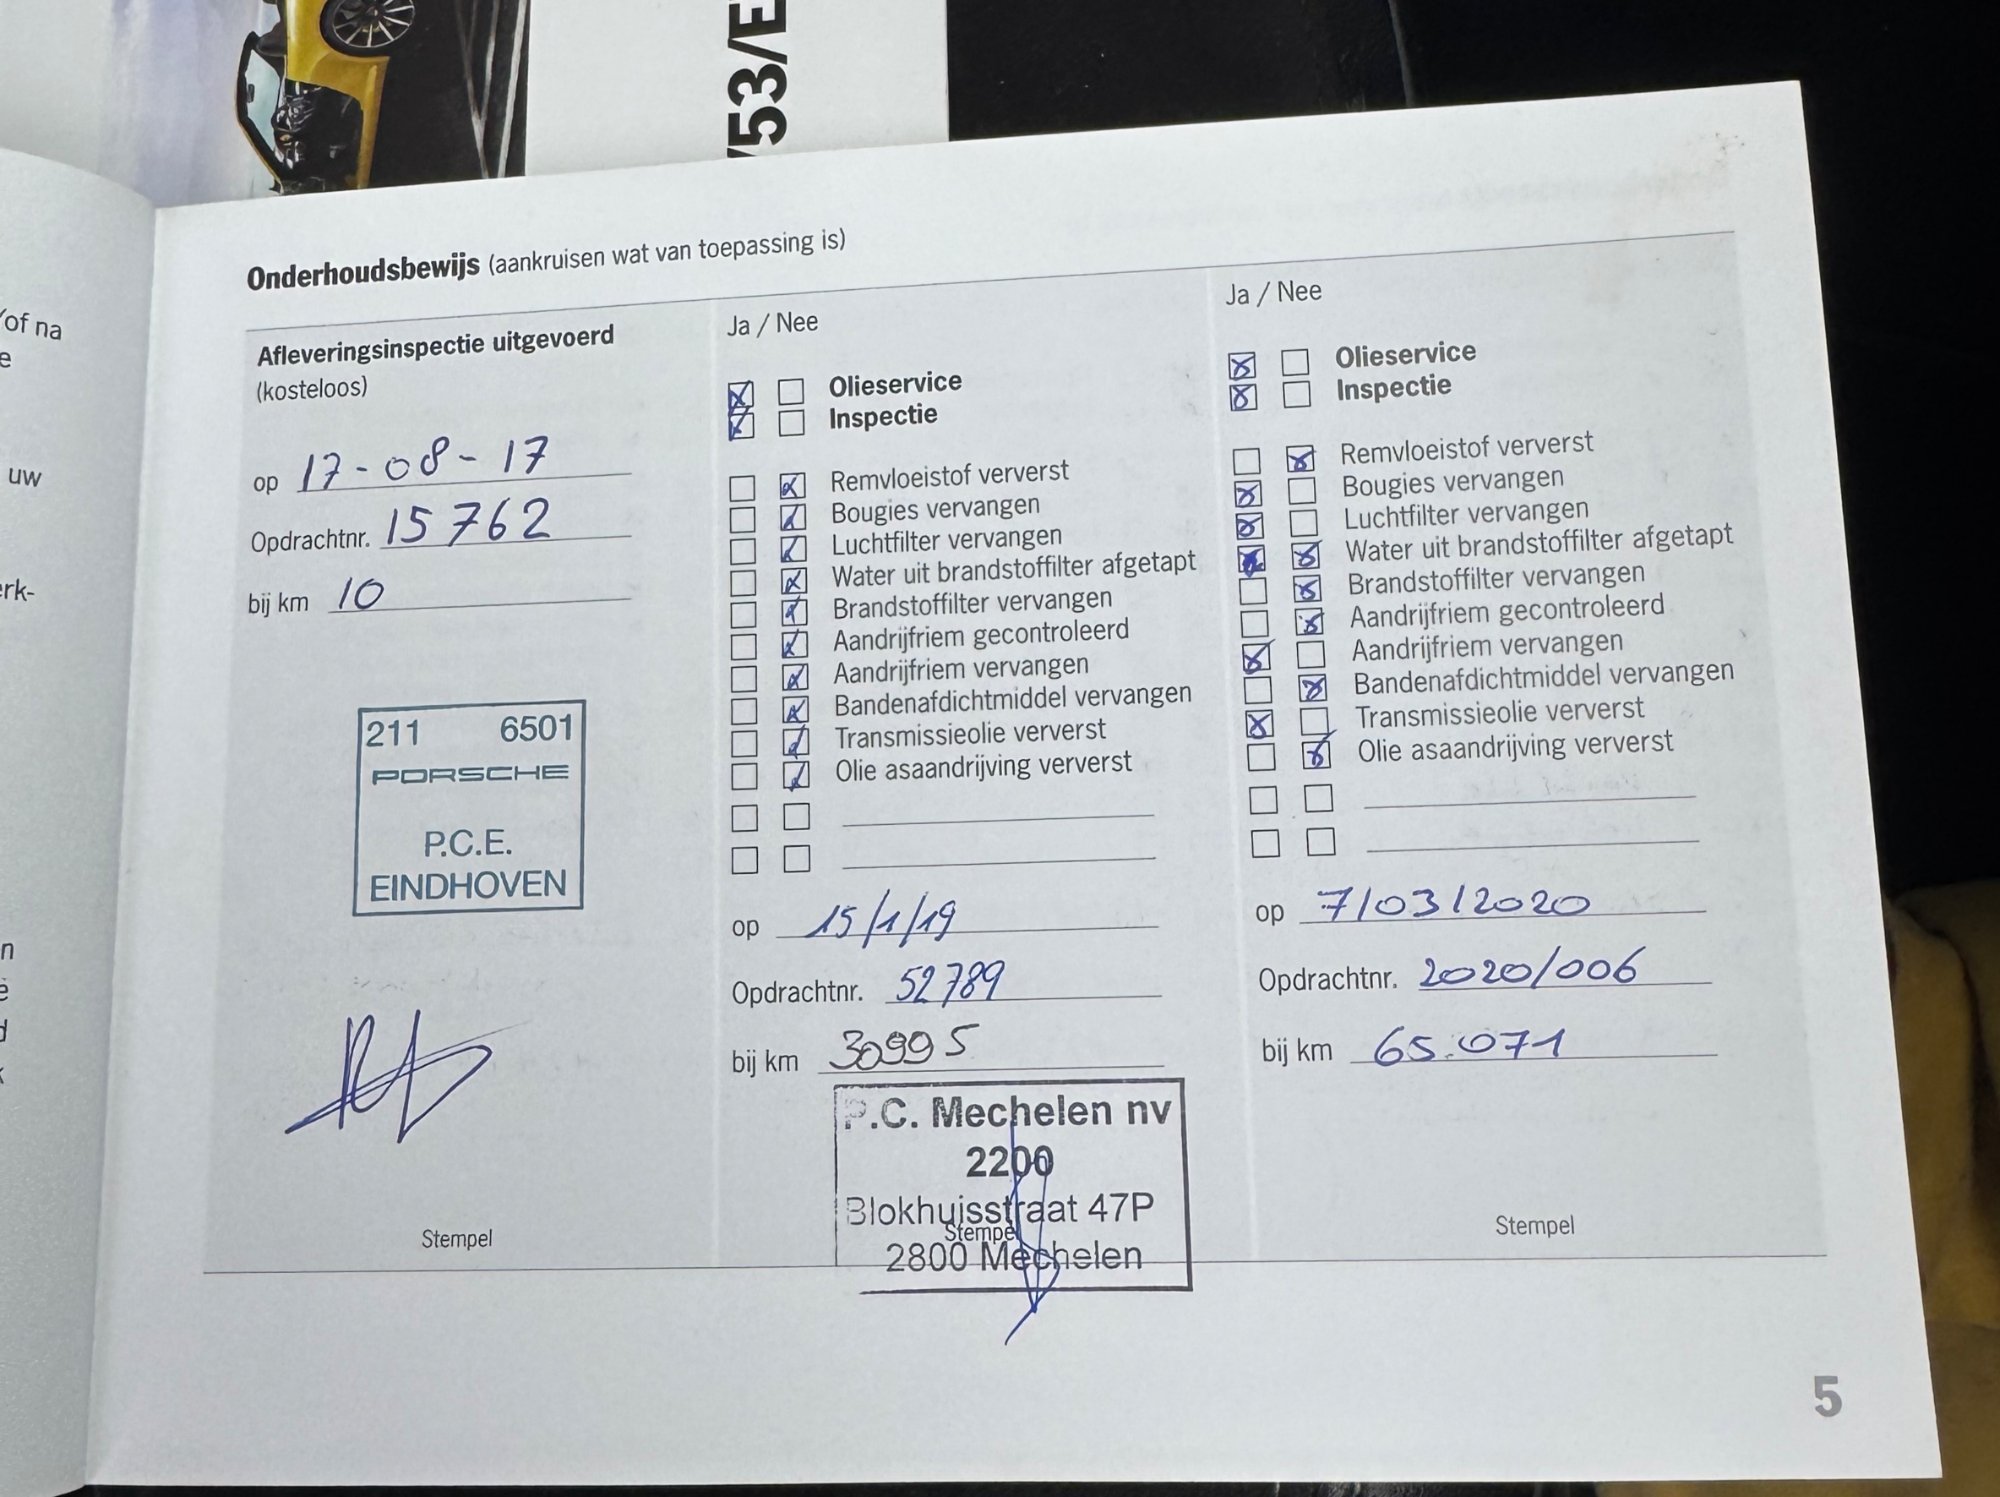 /53/E
/of na
e
uw
erk-
n
e
d
k
Onderhoudsbewijs (aankruisen wat van toepassing is)
Afleveringsinspectie uitgevoerd
(kosteloos)
op 17-08-17
Opdrachtnr. 15762
bij km 10
211 6501
PORSCHE
P.C.E.
EINDHOVEN
Stempel
Ja / Nee
Olieservice
Inspectie
Remvloeistof ververst
Bougies vervangen
Luchtfilter vervangen
Water uit brandstoffilter afgetapt
Brandstoffilter vervangen
Aandrijfriem gecontroleerd
Aandrijfriem vervangen
Bandenafdichtmiddel vervangen
Transmissieolie ververst
Olie asaandrijving ververst
op 15/1/19
Opdrachtnr. 52789
bij km 30995
P.C. Mechelen nv
2200
Blokhuisstraat 47P
Stempel
2800 Mechelen
Ja / Nee
Olieservice
Inspectie
Remvloeistof ververst
Bougies vervangen
Luchtfilter vervangen
Water uit brandstoffilter afgetapt
Brandstoffilter vervangen
Aandrijfriem gecontroleerd
Aandrijfriem vervangen
Bandenafdichtmiddel vervangen
Transmissieolie ververst
Olie asaandrijving ververst
op 7/03/2020
Opdrachtnr. 2020/006
bij km 65.071
Stempel
5